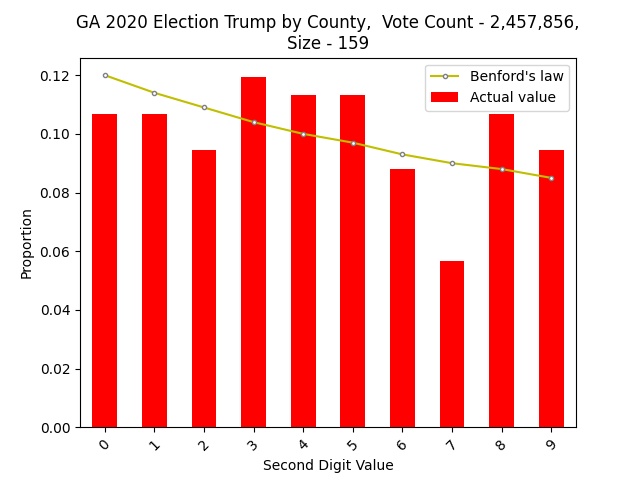 GA 2020 Election Trump by County,  Vote Count - 2,457,856,
Size - 159
Benford's law
Actual value
0.12
0.10
0.08
0.06
0.04
0.02
0.00
Proportion
0
1
2
3
4
5
6
7
8
9
Second Digit Value